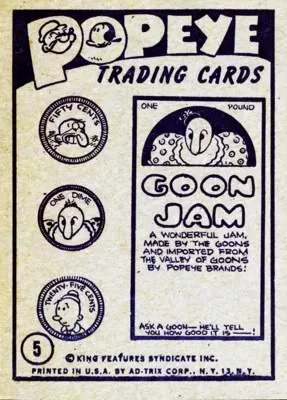 POPEYE
TRADING CARDS
FIFTY CENTS
ONE DIME
TWENTY-FIVE CENTS
ONE POUND
GOON
JAM
A WONDERFUL JAM,
MADE BY THE GOONS
AND IMPORTED FROM
THE VALLEY OF GOONS
BY POPEYE BRANDS!
ASK A GOON—HE'LL TELL
YOU HOW GOOD IT IS—!
5
© KING FEATURES SYNDICATE INC.
PRINTED IN U.S.A. BY AD-TRIX CORP., N.Y. 13, N.Y.